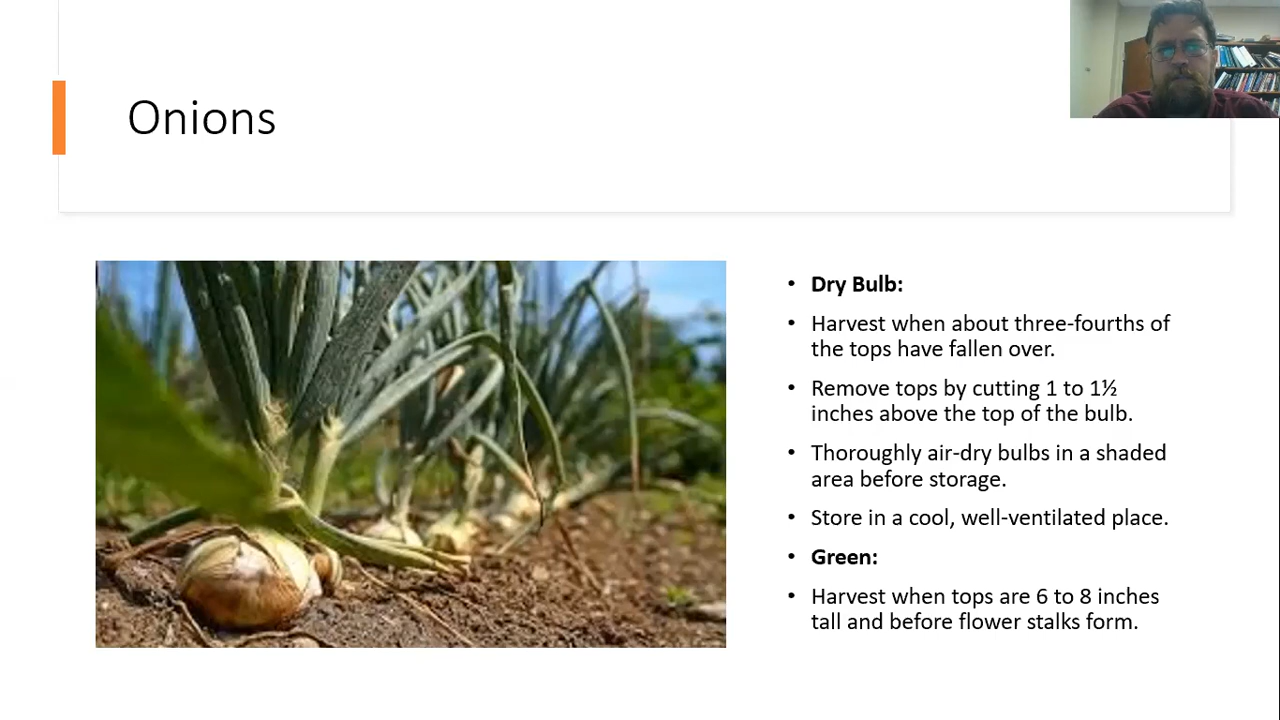 Onions
• Dry Bulb:
• Harvest when about three-fourths of
the tops have fallen over.
• Remove tops by cutting 1 to 1½
inches above the top of the bulb.
• Thoroughly air-dry bulbs in a shaded
area before storage.
• Store in a cool, well-ventilated place.
• Green:
• Harvest when tops are 6 to 8 inches
tall and before flower stalks form.